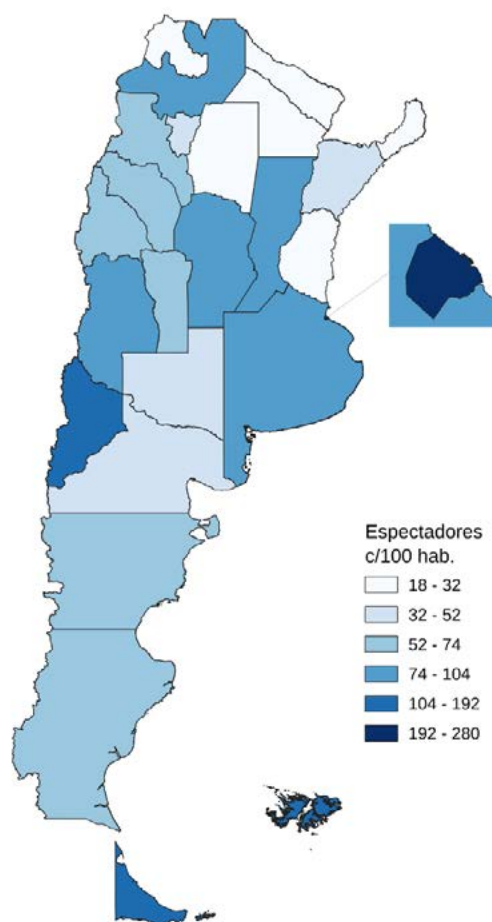 Espectadores
c/100 hab.
18 - 32
32 - 52
52 - 74
74 - 104
104 - 192
192 - 280